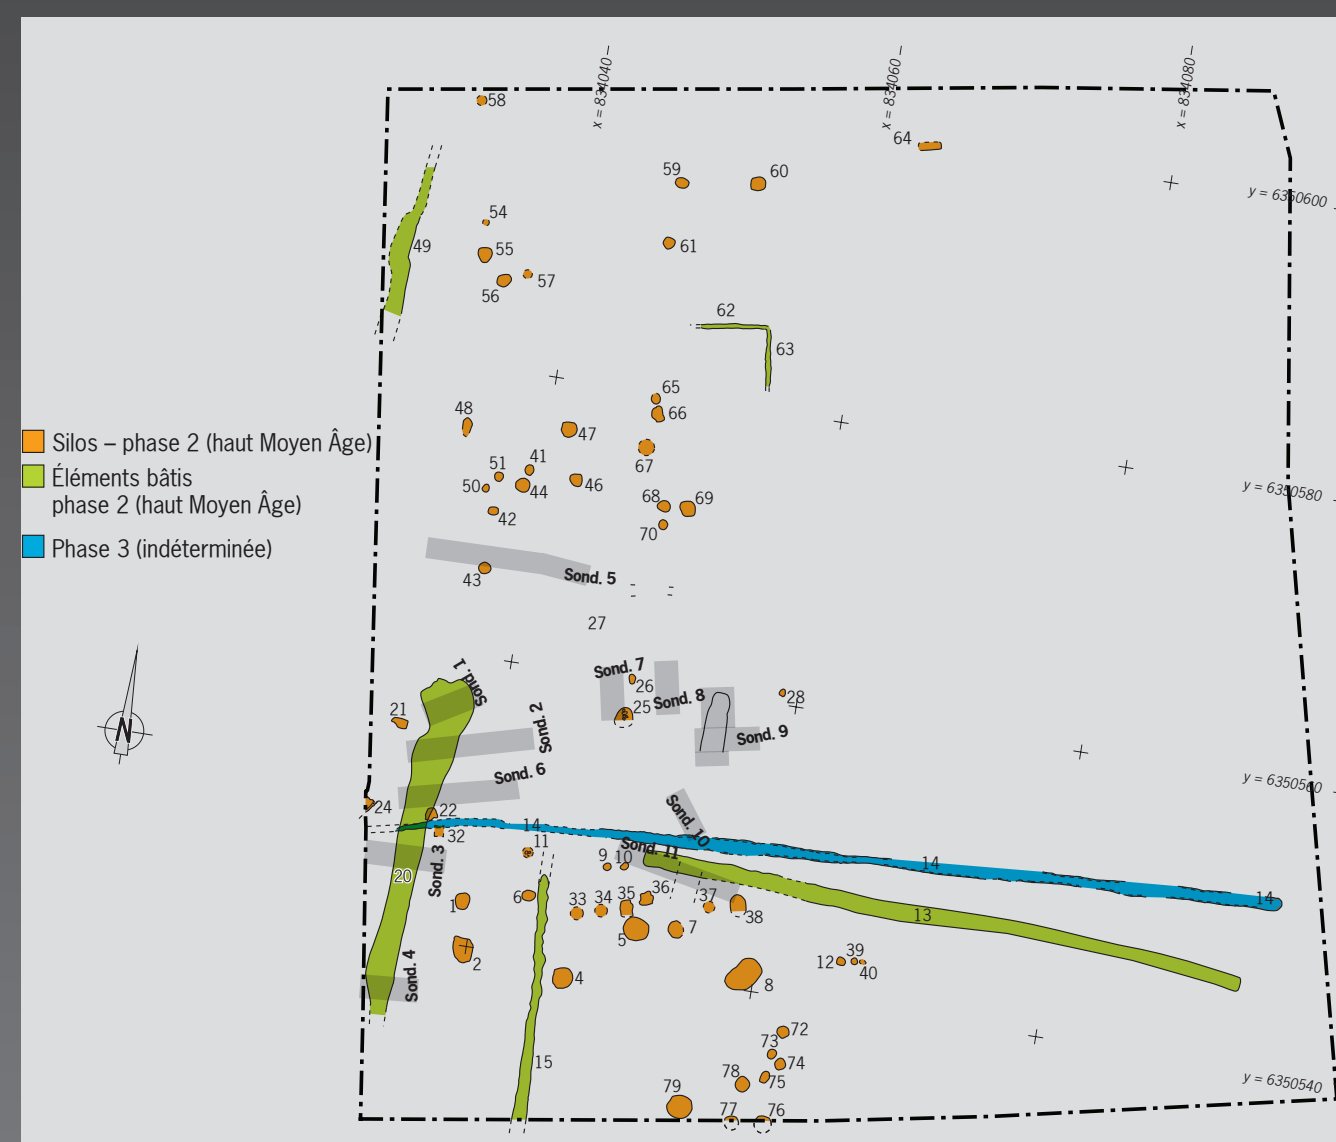 x = 834040
x = 834060
x = 834080
58
64
59
60
y = 6350600
54
49
55
61
57
56
62
63
65
48
66
47
67
Silos – phase 2 (haut Moyen Âge)
Éléments bâtis
phase 2 (haut Moyen Âge)
Phase 3 (indéterminée)
51
41
50
44
46
42
68
69
70
y = 6350580
43
Sond. 5
27
Sond. 1
Sond. 7
26
25
Sond. 8
28
21
Sond. 2
Sond. 9
N
Sond. 6
y = 6350560
24
22
32
14
Sond. 10
11
Sond. 11
9
10
14
Sond. 3
20
14
1
6
33
34
35
36
37
38
13
5
7
2
Sond. 4
4
8
12
39
40
15
72
73
74
78
75
y = 6350540
79
77
76